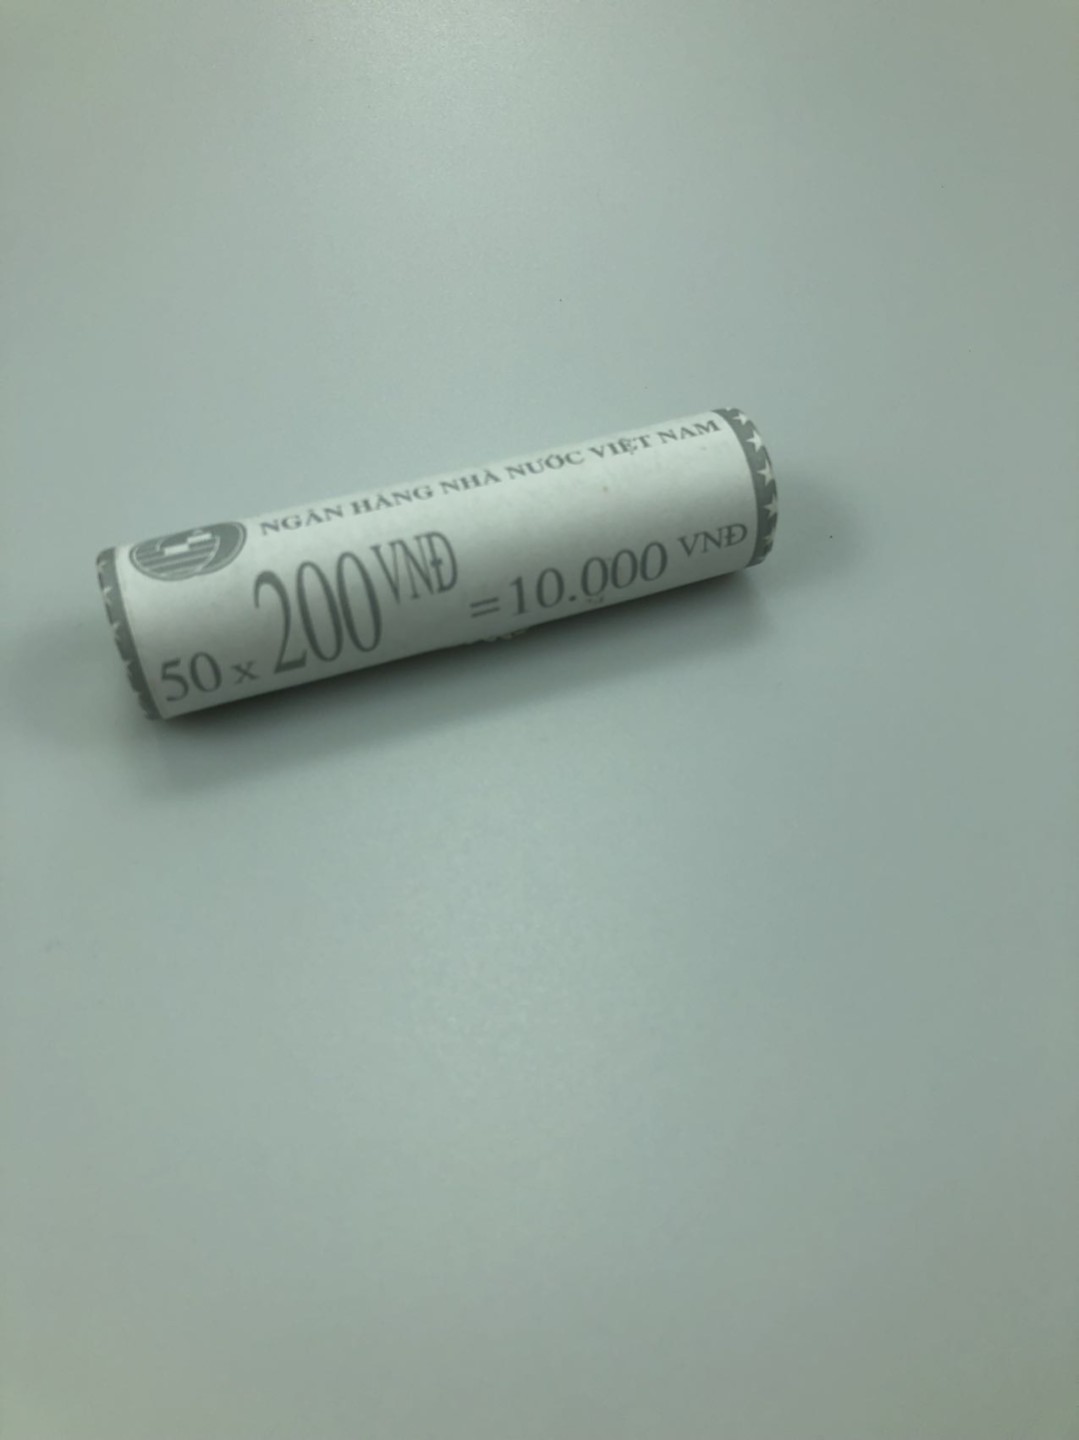 NGÂN HÀNG NHÀ NƯỚC VIỆT NAM
50 x 200 VNĐ = 10.000 VNĐ